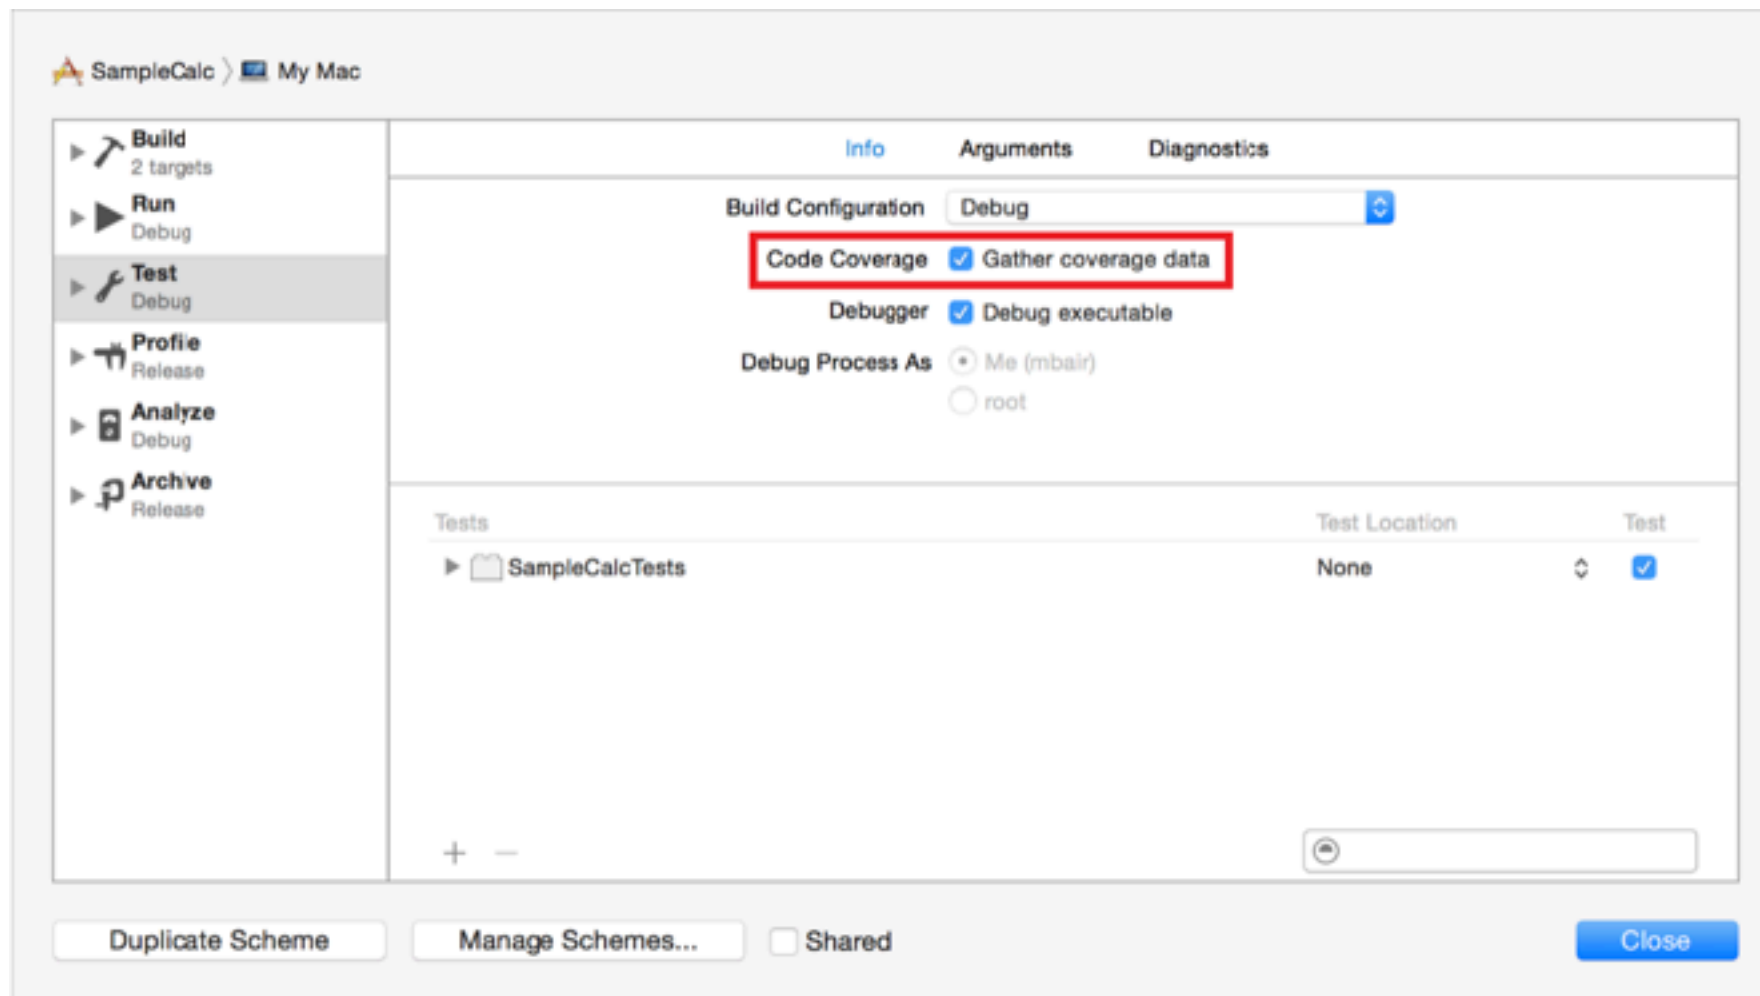 SampleCalc My Mac
Build
2 targets
Run
Debug
Test
Debug
Profile
Release
Analyze
Debug
Archive
Release
Info Arguments Diagnostics
Build Configuration Debug
Code Coverage Gather coverage data
Debugger Debug executable
Debug Process As Me (mbair)
root
Tests Test Location Test
SampleCalcTests None
Duplicate Scheme Manage Schemes... Shared Close